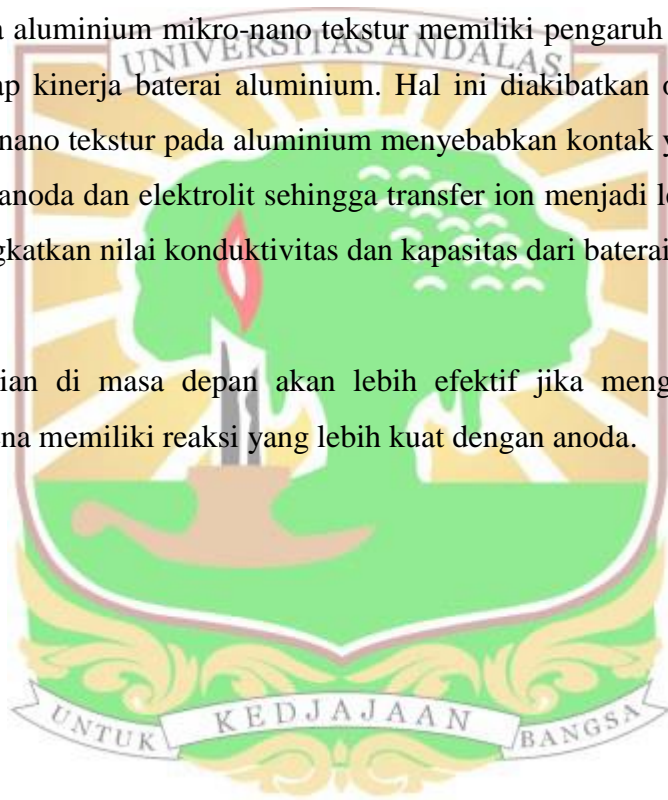 aluminium mikro-nano tekstur memiliki pengaruh
UNIVERSITAS ANDALAS
kinerja baterai aluminium. Hal ini diakibatkan
nano tekstur pada aluminium menyebabkan kontak
anoda dan elektrolit sehingga transfer ion menjadi
gkatkan nilai konduktivitas dan kapasitas dari baterai
ian di masa depan akan lebih efektif jika meng
na memiliki reaksi yang lebih kuat dengan anoda.
UNTUK KEDJAJAAN BANGSA